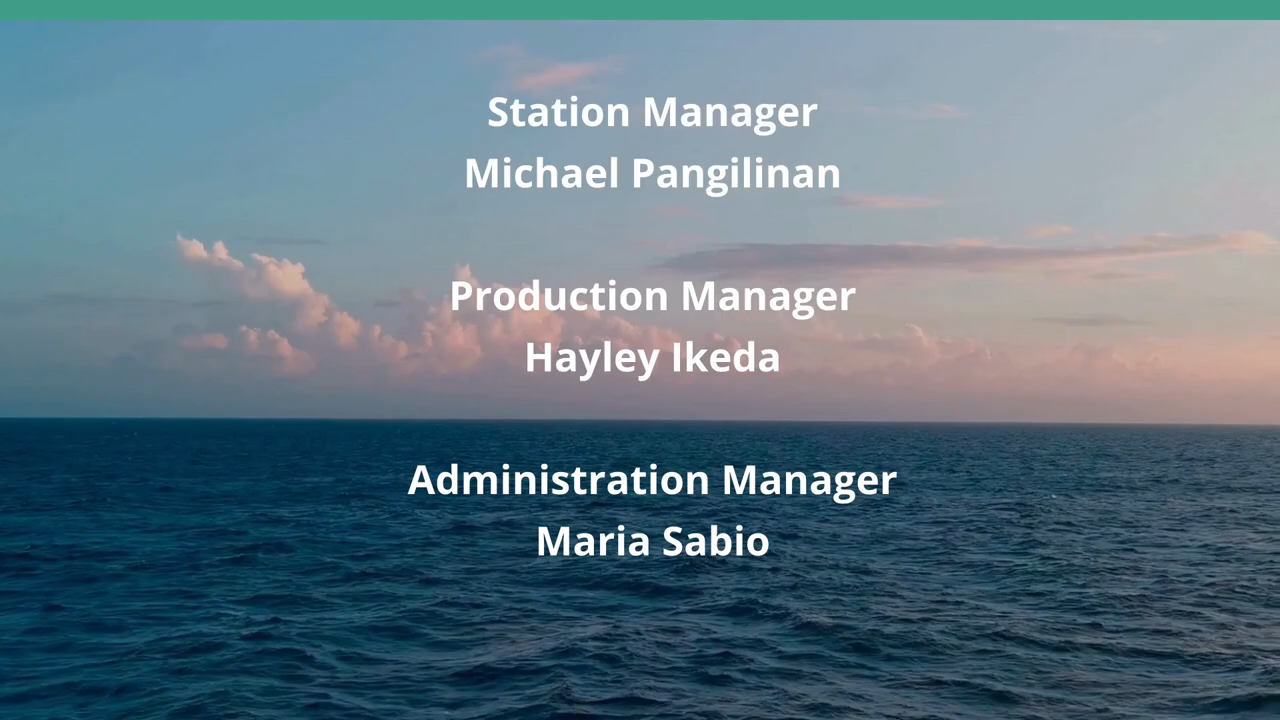 Station Manager
Michael Pangilinan
Production Manager
Hayley Ikeda
Administration Manager
Maria Sabio